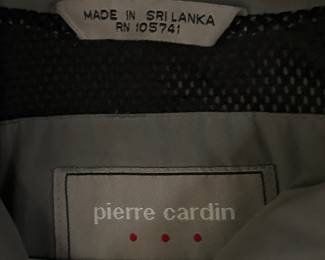 MADE IN SRI LANKA
RN 105741
pierre cardin